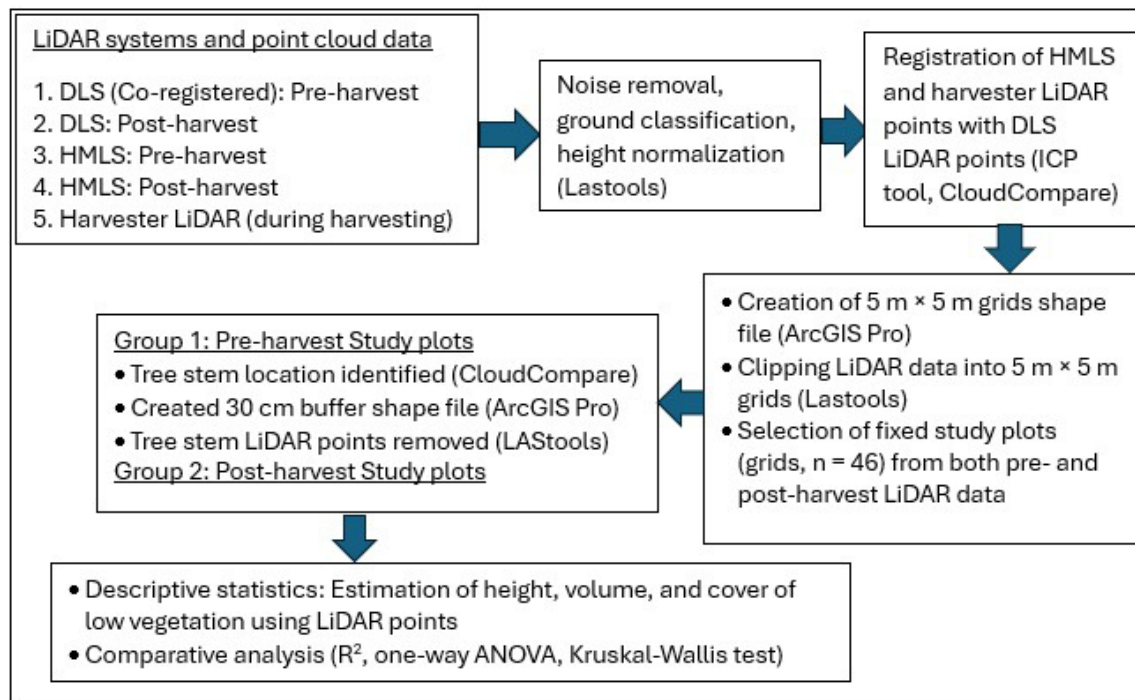 LiDAR systems and point cloud data
1. DLS (Co-registered): Pre-harvest
2. DLS: Post-harvest
3. HMLS: Pre-harvest
4. HMLS: Post-harvest
5. Harvester LiDAR (during harvesting)
Noise removal,
ground classification,
height normalization
(Lastools)
Registration of HMLS
and harvester LiDAR
points with DLS
LiDAR points (ICP
tool, CloudCompare)
• Creation of 5 m × 5 m grids shape
file (ArcGIS Pro)
• Clipping LiDAR data into 5 m × 5 m
grids (Lastools)
• Selection of fixed study plots
(grids, n = 46) from both pre- and
post-harvest LiDAR data
Group 1: Pre-harvest Study plots
• Tree stem location identified (CloudCompare)
• Created 30 cm buffer shape file (ArcGIS Pro)
• Tree stem LiDAR points removed (LAStools)
Group 2: Post-harvest Study plots
• Descriptive statistics: Estimation of height, volume, and cover of
low vegetation using LiDAR points
• Comparative analysis (R², one-way ANOVA, Kruskal-Wallis test)